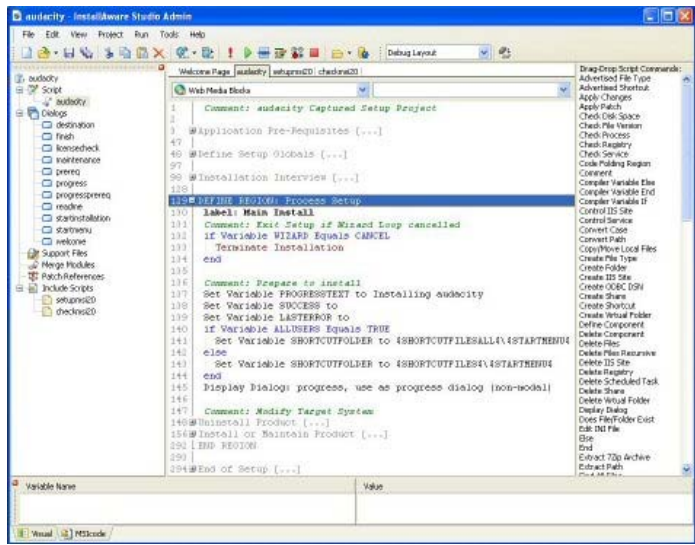 audacity - InstallAware Studio Admin
File Edit View Project Run Tools Help
Debug Layout
audacity
Script
audacity
Dialogs
destination
finish
licensecheck
maintenance
prereq
progress
progressprereq
readme
startinstallation
startmenu
welcome
Support Files
Merge Modules
Patch References
Include Scripts
setupmsi20
checkmsi20
Welcome Page audacity setupmsi20 checkmsi20
Web Media Blocks
1 Comment: audacity Captured Setup Project
2
3 Application Pre-Requisites [...]
47
48 Define Setup Globals [...]
97
98 Installation Interview [...]
128
129 DEFINE REGION: Process Setup
130 label: Main Install
131 Comment: Exit Setup if Wizard Loop cancelled
132 if Variable WIZARD Equals CANCEL
133 Terminate Installation
134 end
135
136 Comment: Prepare to install
137 Set Variable PROGRESSTEXT to Installing audacity
138 Set Variable SUCCESS to
139 Set Variable LASTERROR to
140 if Variable ALLUSERS Equals TRUE
141 Set Variable SHORTCUTFOLDER to $SHORTCUTFILESALL$\$STARTMENU$
142 else
143 Set Variable SHORTCUTFOLDER to $SHORTCUTFILES$\$STARTMENU$
144 end
145 Display Dialog: progress, use as progress dialog (non-modal)
146
147 Comment: Modify Target System
148 Uninstall Product [...]
156 Install or Maintain Product [...]
292 END REGION
293
294 End of Setup [...]
Drag-Drop Script Commands:
Advertised File Type
Advertised Shortcut
Apply Changes
Apply Patch
Check Disk Space
Check File Version
Check Process
Check Registry
Check Service
Code Folding Region
Comment
Compiler Variable Else
Compiler Variable End
Compiler Variable If
Control IIS Site
Control Service
Convert Case
Convert Path
Copy/Move Local Files
Create File Type
Create Folder
Create IIS Site
Create ODBC DSN
Create Share
Create Shortcut
Create Virtual Folder
Define Component
Delete Component
Delete Files
Delete Files Recursive
Delete IIS Site
Delete Registry
Delete Scheduled Task
Delete Share
Delete Virtual Folder
Display Dialog
Does File/Folder Exist
Edit INI File
Else
End
Extract 7Zip Archive
Extract Path
Variable Name Value
Visual MSIcode